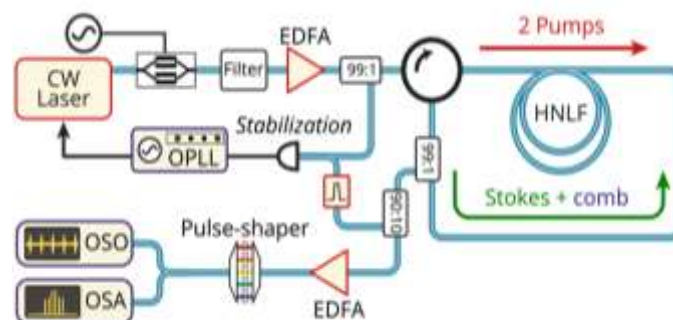 EDFA
2 Pumps
CW
Laser
Filter
99:1
HNLF
Stabilization
OPLL
99:1
Stokes + comb
90:10
Pulse-shaper
OSO
OSA
EDFA